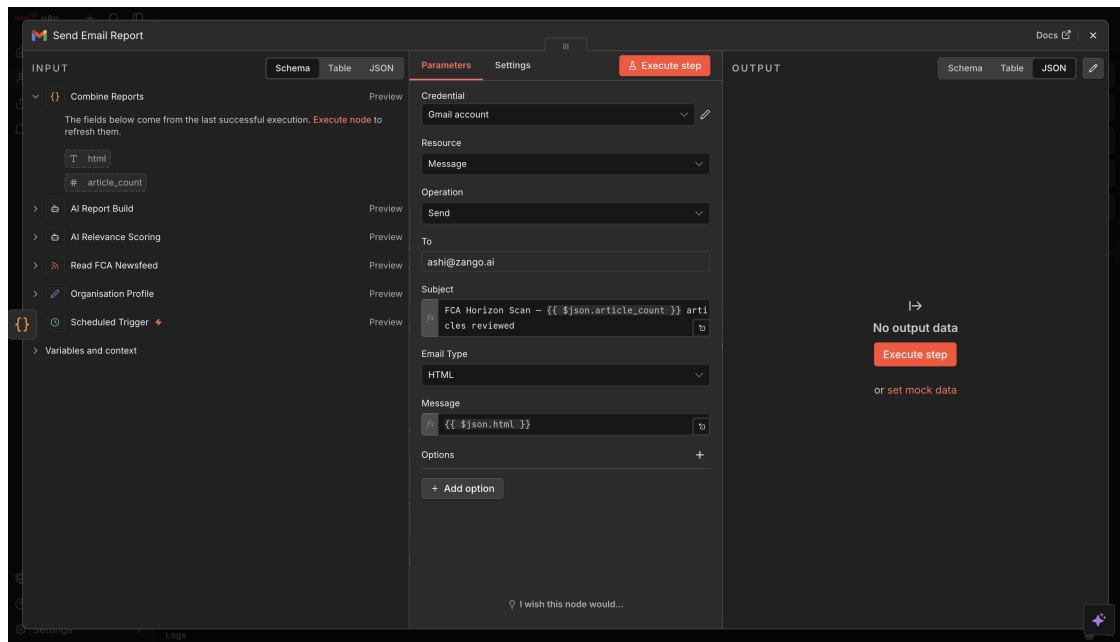 n8n
Send Email Report
Docs
INPUT
Schema
Table
JSON
Combine Reports
Preview
The fields below come from the last successful execution. Execute node to
refresh them.
T html
# article_count
AI Report Build
Preview
AI Relevance Scoring
Preview
Read FCA Newsfeed
Preview
Organisation Profile
Preview
Scheduled Trigger
Preview
Variables and context
Parameters
Settings
Execute step
Credential
Gmail account
Resource
Message
Operation
Send
To
ashi@zango.ai
Subject
fx
FCA Horizon Scan — {{ $json.article_count }} arti
cles reviewed
Email Type
HTML
Message
fx
{{ $json.html }}
Options
+ Add option
I wish this node would...
OUTPUT
Schema
Table
JSON
No output data
Execute step
or set mock data
Settings
Logs